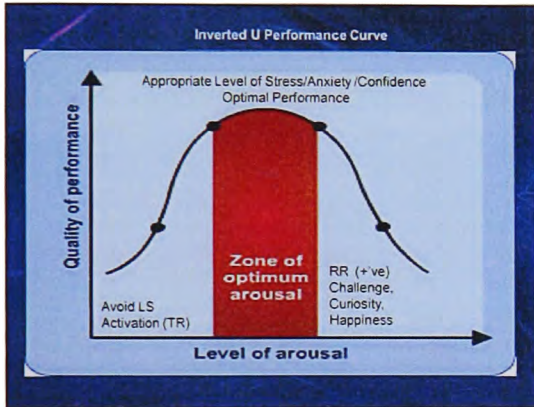 Inverted U Performance Curve
Appropriate Level of Stress/Anxiety/Confidence
Optimal Performance
Quality of performance
Zone of
optimum
arousal
Avoid LS
Activation (TR)
RR (+'ve)
Challenge,
Curiosity,
Happiness
Level of arousal